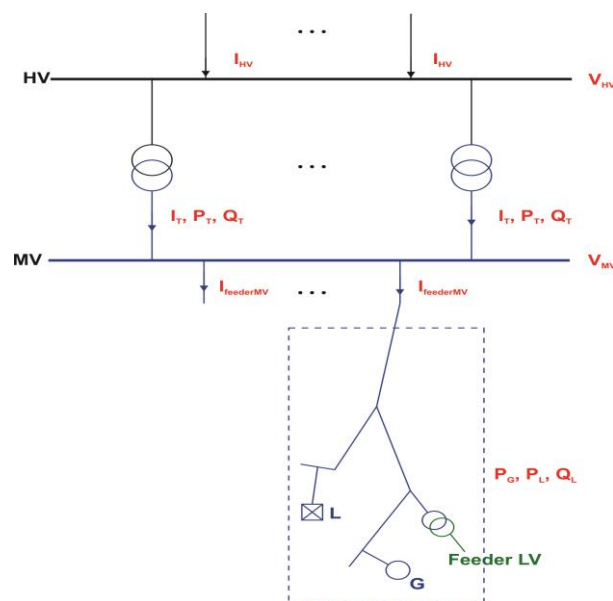 ... 
I_HV I_HV
HV V_HV
...
I_T, P_T, Q_T I_T, P_T, Q_T
MV V_MV
I_feederMV ... I_feederMV
P_G, P_L, Q_L
L
Feeder LV
G